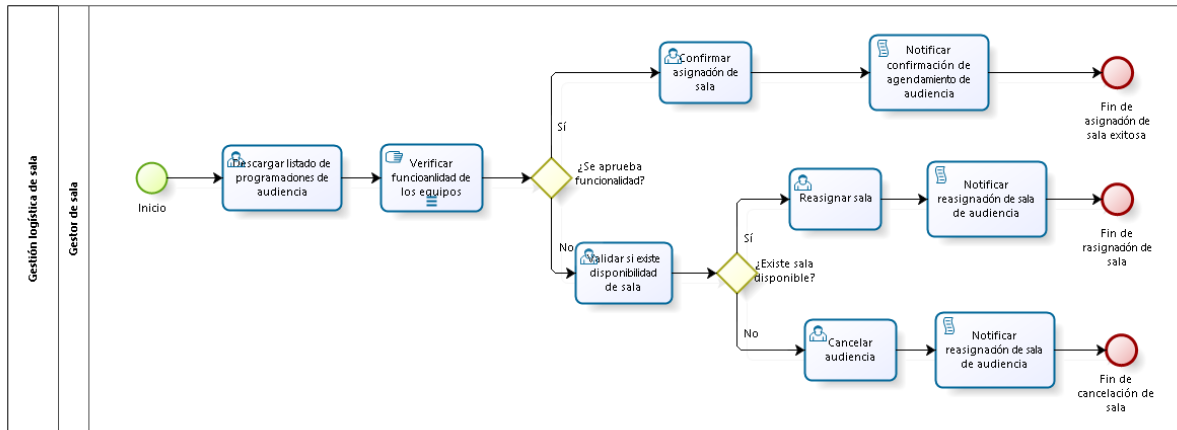 Gestión logística de sala
Gestor de sala
Inicio
Descargar listado de
programaciones de
audiencia
Verificar
funcioanlidad de
los equipos
¿Se aprueba
funcionalidad?
Sí
Confirmar
asignación de
sala
Notificar
confirmación de
agendamiento de
audiencia
Fin de
asignación de
sala exitosa
No
Validar si existe
disponibilidad
de sala
¿Existe sala
disponible?
Sí
Reasignar sala
Notificar
reasignación de sala
de audiencia
Fin de
rasignación de
sala
No
Cancelar
audiencia
Notificar
reasignación de sala
de audiencia
Fin de
cancelación de
sala